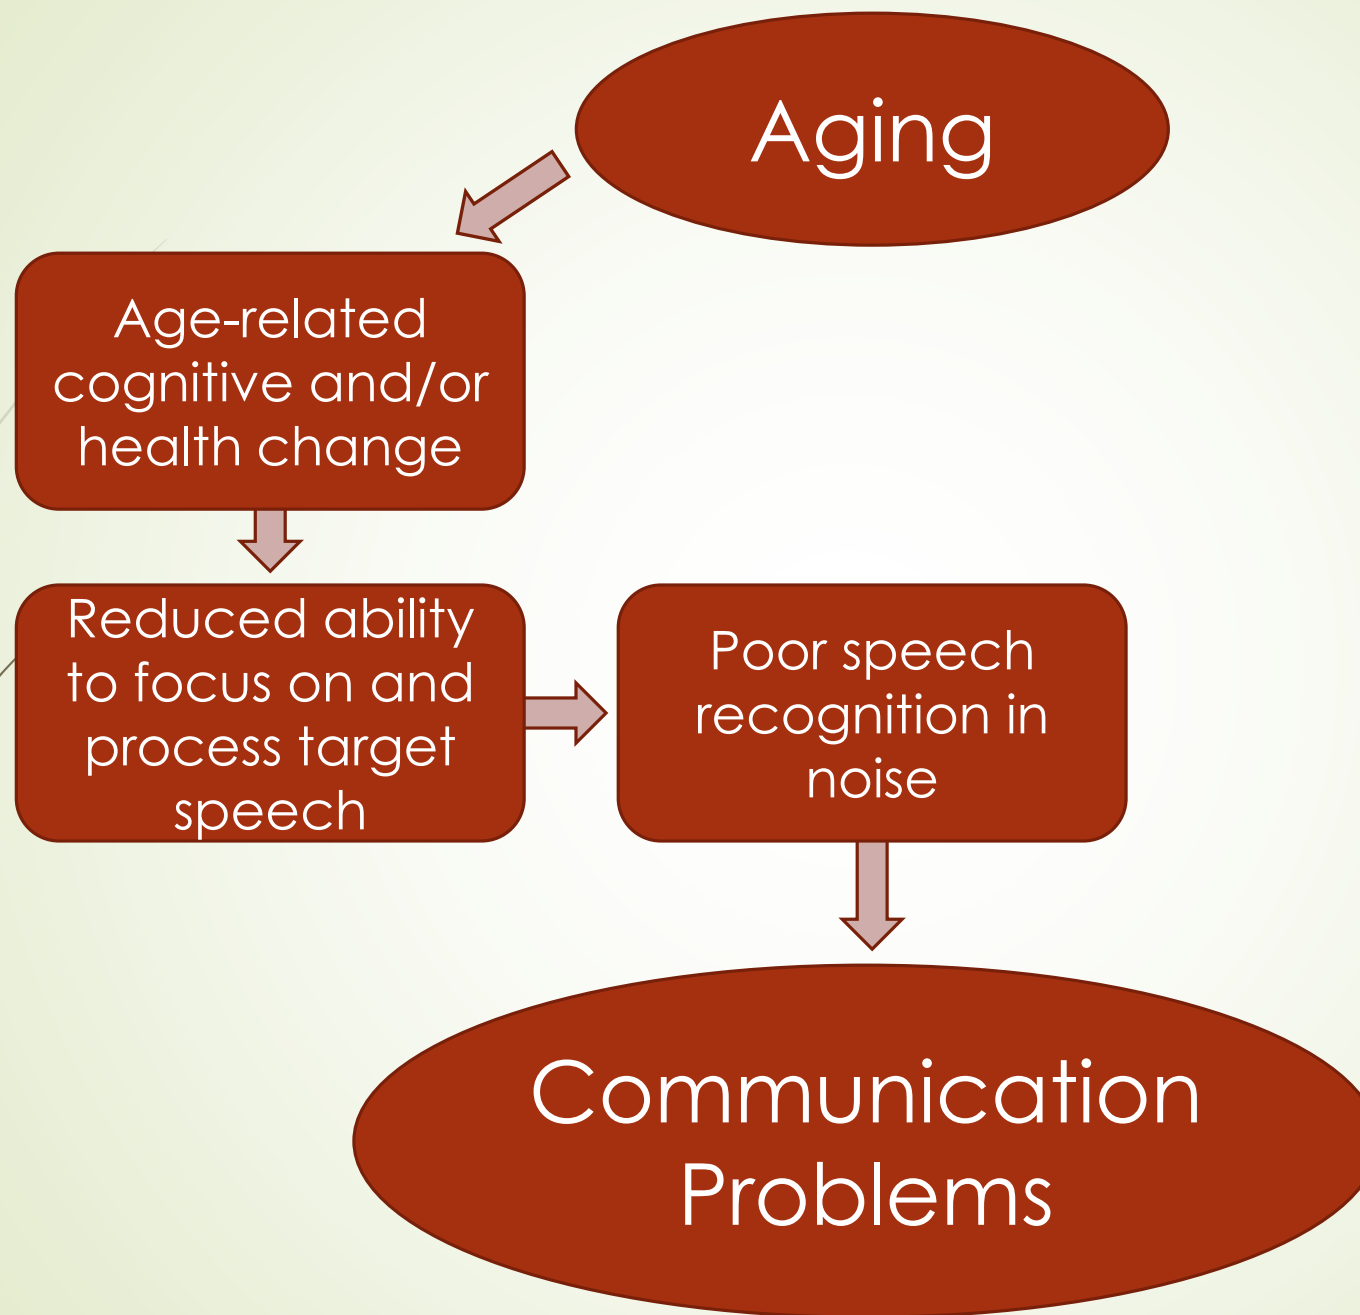 Aging
Age-related
cognitive and/or
health change
Reduced ability
to focus on and
process target
speech
Poor speech
recognition in
noise
Communication
Problems